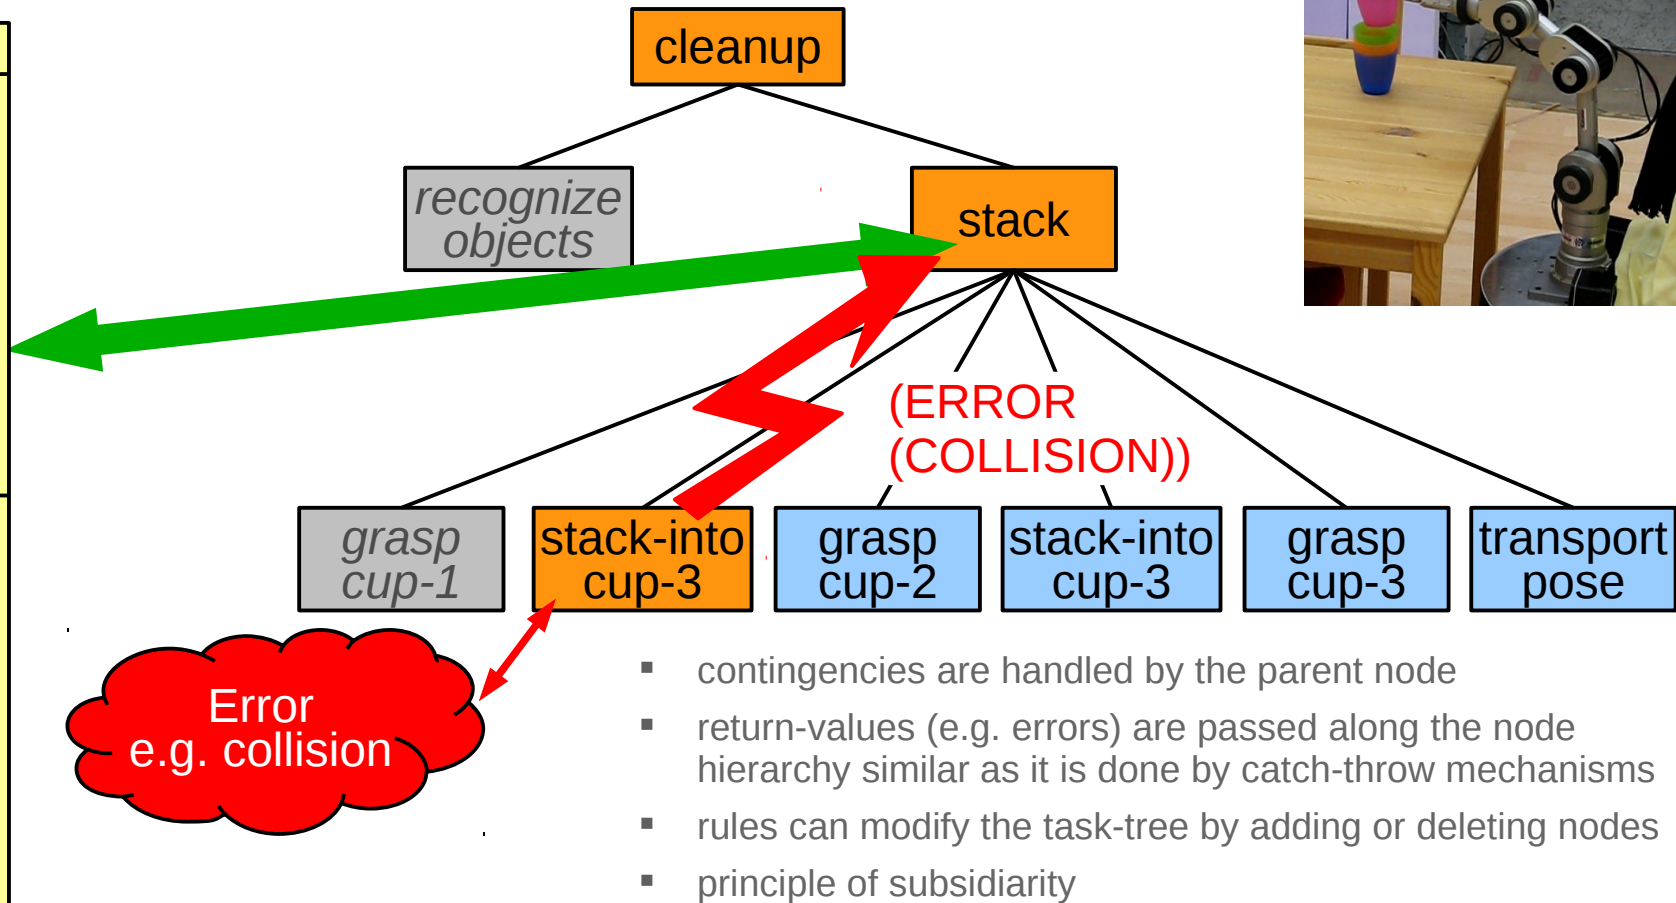 cleanup
recognize
objects
stack
(ERROR
(COLLISION))
grasp
cup-1
stack-into
cup-3
grasp
cup-2
stack-into
cup-3
grasp
cup-3
transport
pose
Error
e.g. collision
▪ contingencies are handled by the parent node
▪ return-values (e.g. errors) are passed along the node
hierarchy similar as it is done by catch-throw mechanisms
▪ rules can modify the task-tree by adding or deleting nodes
▪ principle of subsidiarity